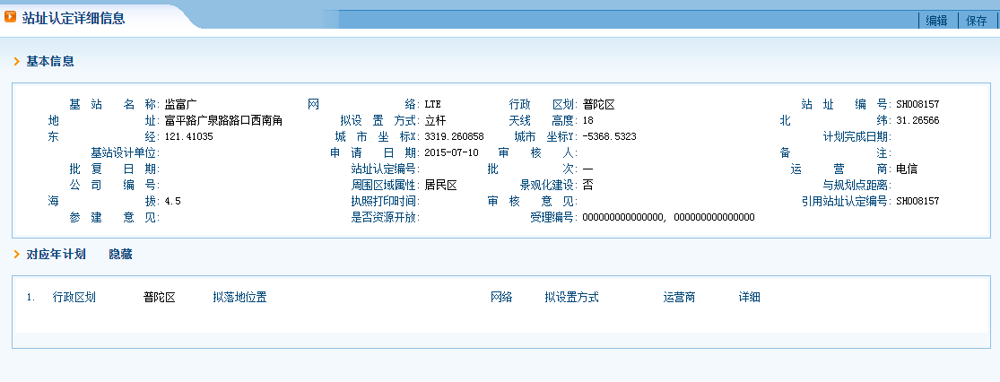 站址认定详细信息
编辑 保存
基本信息
基站名称: 监富广 网络: LTE 行政区划: 普陀区 站址编号: SH008157
地址: 富平路广泉路路口西南角 拟设置方式: 立杆 天线高度: 18 北纬: 31.26566
东经: 121.41035 城市坐标X: 3319.260858 城市坐标Y: -5368.5323 计划完成日期:
基站设计单位: 申请日期: 2015-07-10 审核人: 备注:
批复日期: 站址认定编号: 批次: 一 运营商: 电信
公司编号: 周围区域属性: 居民区 景观化建设: 否 与规划点距离:
海拔: 4.5 执照打印时间: 审核意见: 引用站址认定编号: SH008157
参建意见: 是否资源开放: 受理编号: 000000000000000, 000000000000000
对应年计划 隐藏
1. 行政区划 普陀区 拟落地位置 网络 拟设置方式 运营商 详细